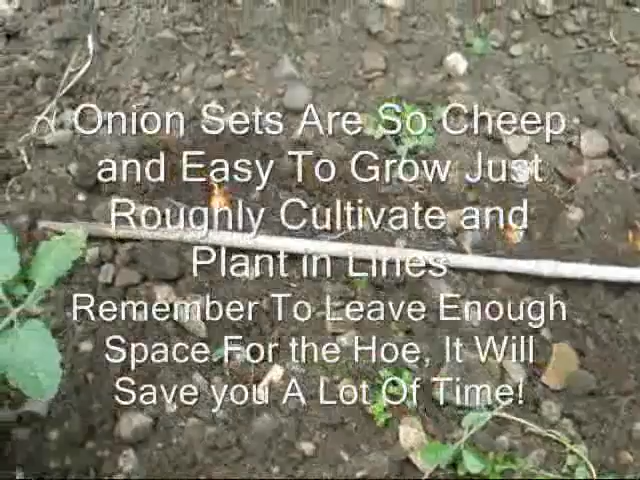 Onion Sets Are So Cheep
and Easy To Grow Just
Roughly Cultivate and
Plant in Lines
Remember To Leave Enough
Space For the Hoe, It Will
Save you A Lot Of Time!